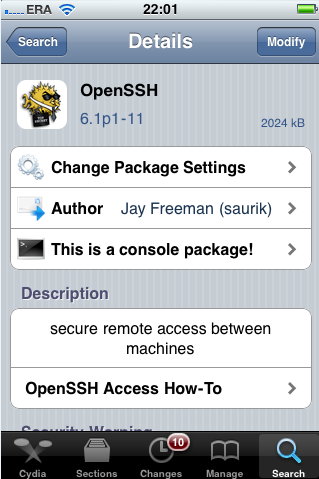 ERA 22:01
Search Details Modify
OpenSSH
6.1p1-11
2024 kB
Change Package Settings
Author Jay Freeman (saurik)
This is a console package!
Description
secure remote access between
machines
OpenSSH Access How-To
Security Warning
10
Cydia Sections Changes Manage Search